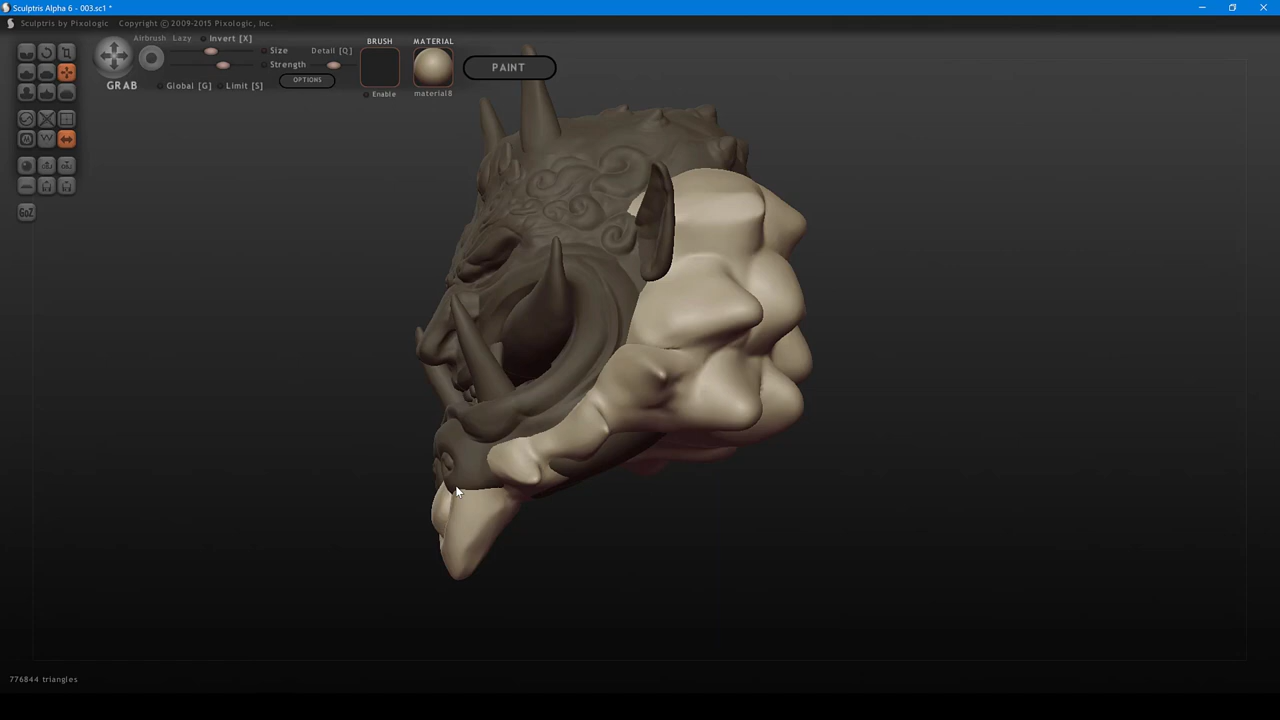 Sculptris Alpha 6 - 003.sc1 *
Sculptris by Pixologic Copyright © 2009-2015 Pixologic, Inc.
Airbrush Lazy Invert [X]
BRUSH MATERIAL
Size Detail [Q]
Strength
PAINT
OPTIONS
GRAB Global [G] Limit [S]
Enable material8
GoZ
776844 triangles